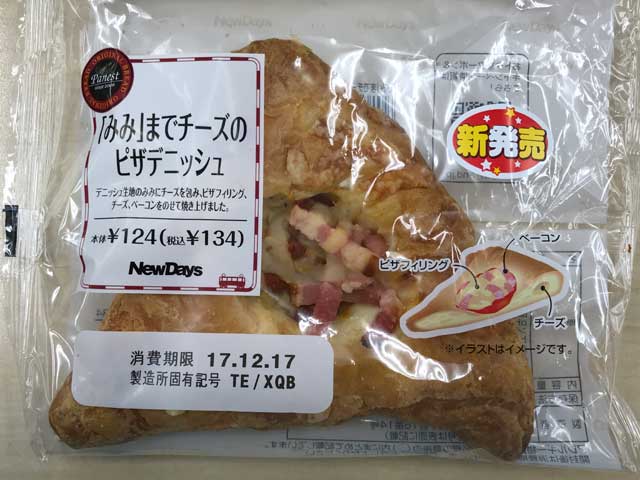 ORIGINAL BREAD
Panest
「みみ」までチーズの
ピザデニッシュ
デニッシュ生地のみみにチーズを包み、ピザフィリング、
チーズ、ベーコンをのせて焼き上げました。
本体¥124(税込¥134)
NewDays
NewDays
新発売
ベーコン
ピザフィリング
チーズ
※イラストはイメージです。
消費期限 17.12.17
製造所固有記号 TE/XQB